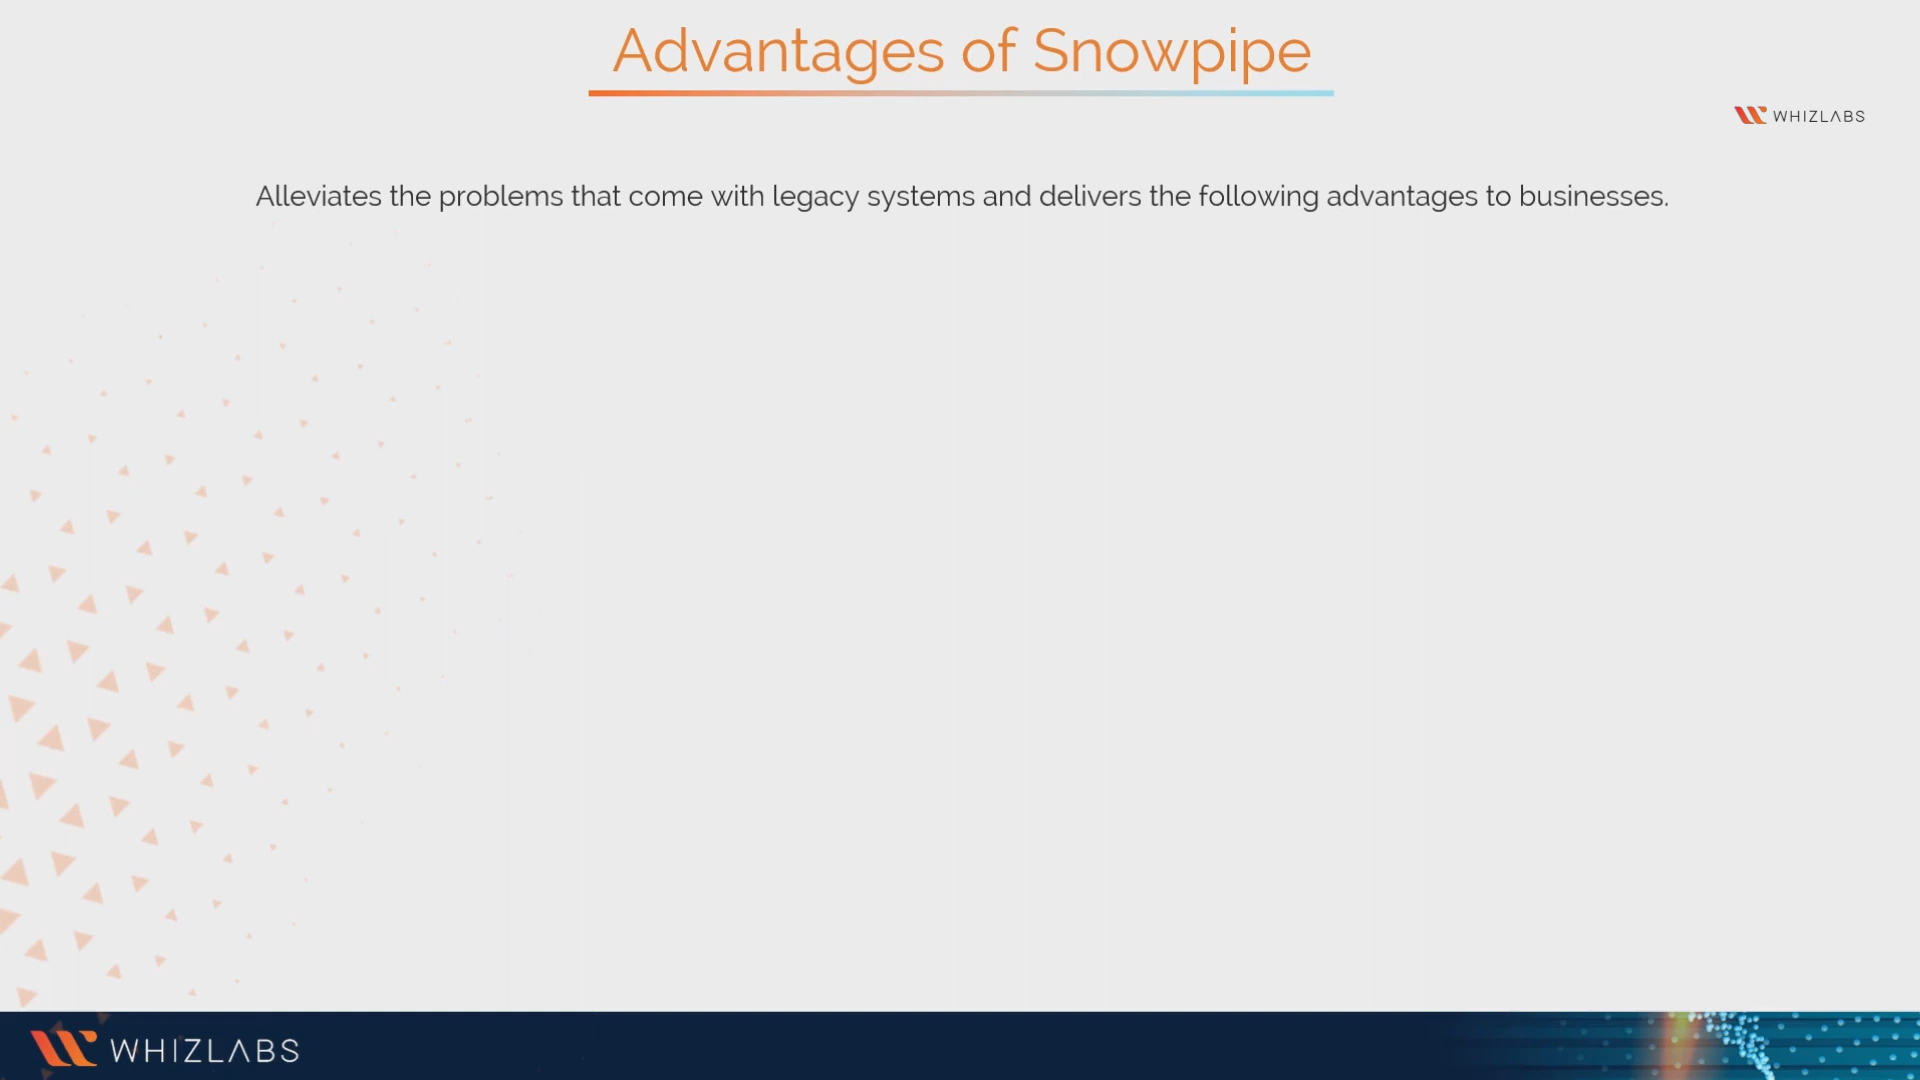 Advantages of Snowpipe
WHIZLABS
Alleviates the problems that come with legacy systems and delivers the following advantages to businesses.
WHIZLABS